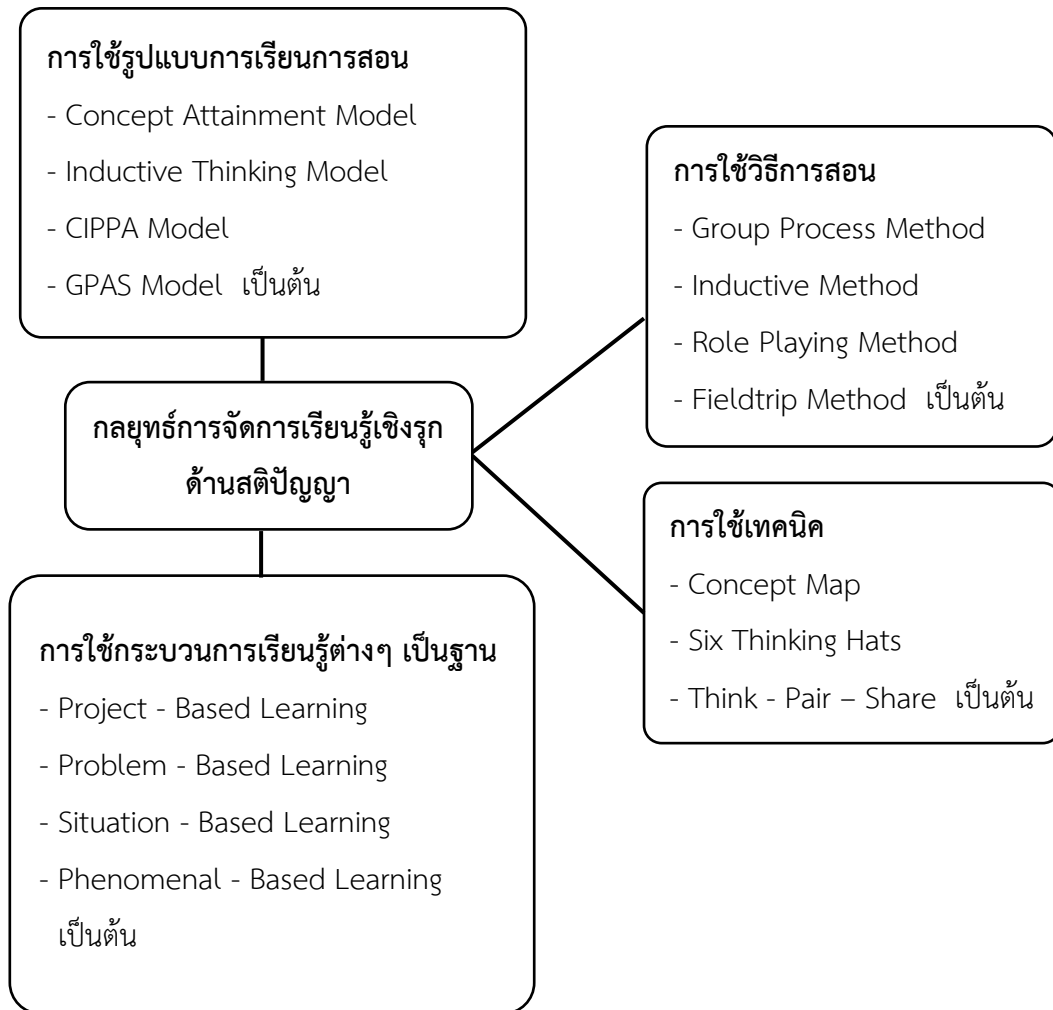 การใช้รูปแบบการเรียนการสอน
- Concept Attainment Model
- Inductive Thinking Model
- CIPPA Model
- GPAS Model เป็นต้น
การใช้วิธีการสอน
- Group Process Method
- Inductive Method
- Role Playing Method
- Fieldtrip Method เป็นต้น
กลยุทธ์การจัดการเรียนรู้เชิงรุก
ด้านสติปัญญา
การใช้เทคนิค
- Concept Map
- Six Thinking Hats
- Think - Pair – Share เป็นต้น
การใช้กระบวนการเรียนรู้ต่างๆ เป็นฐาน
- Project - Based Learning
- Problem - Based Learning
- Situation - Based Learning
- Phenomenal - Based Learning
เป็นต้น